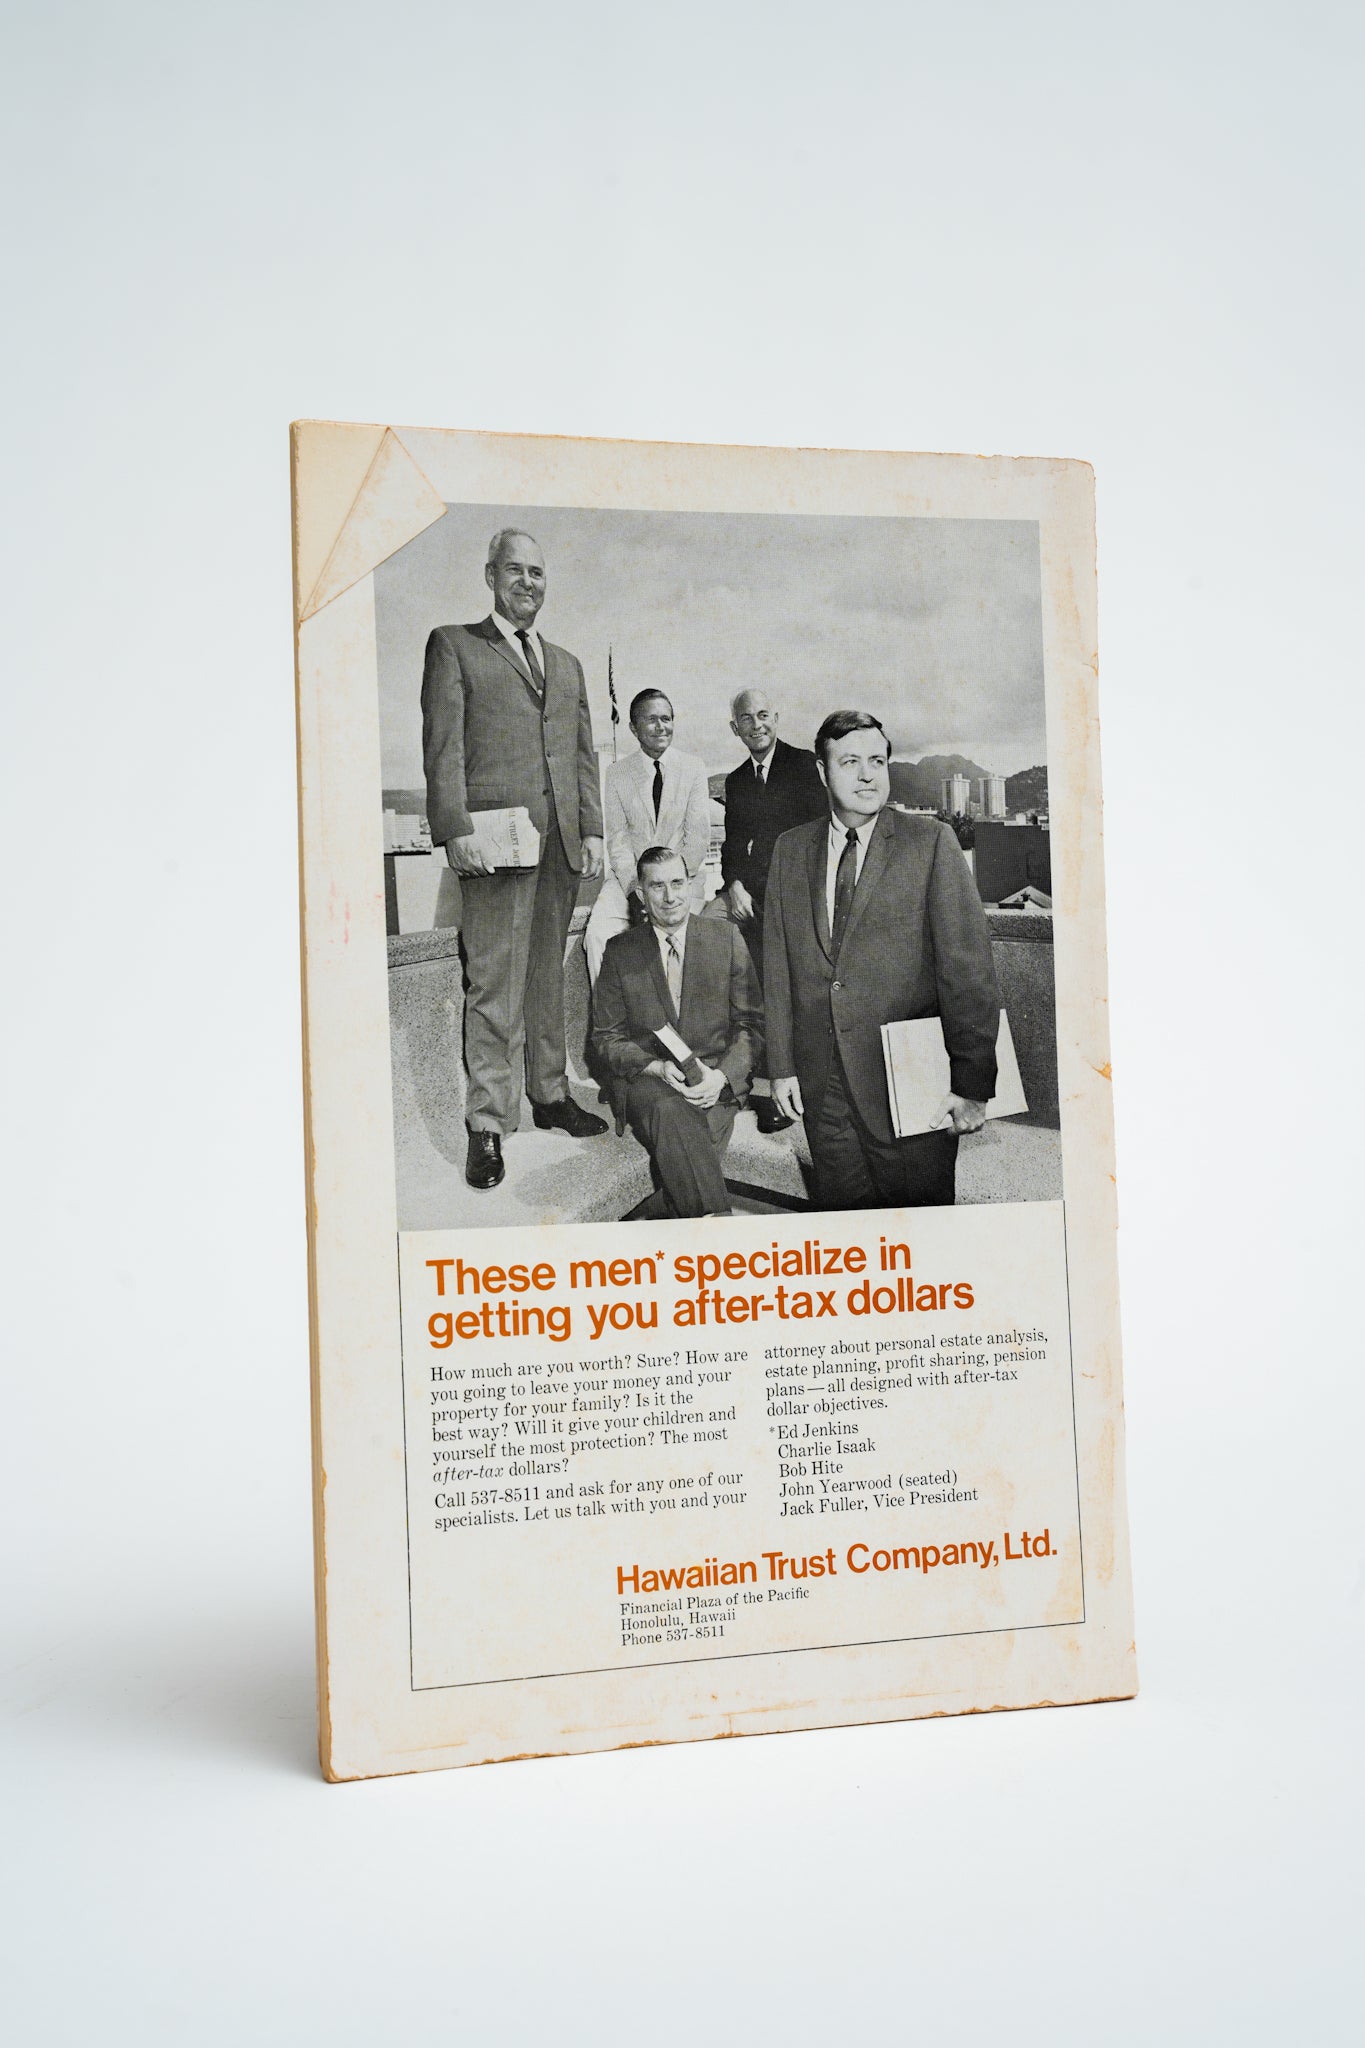 These men* specialize in
getting you after-tax dollars
How much are you worth? Sure? How are
you going to leave your money and your
property for your family? Is it the
best way? Will it give your children and
yourself the most protection? The most
after-tax dollars?
Call 537-8511 and ask for any one of our
specialists. Let us talk with you and your
attorney about personal estate analysis,
estate planning, profit sharing, pension
plans — all designed with after-tax
dollar objectives.
*Ed Jenkins
Charlie Isaak
Bob Hite
John Yearwood (seated)
Jack Fuller, Vice President
Hawaiian Trust Company, Ltd.
Financial Plaza of the Pacific
Honolulu, Hawaii
Phone 537-8511